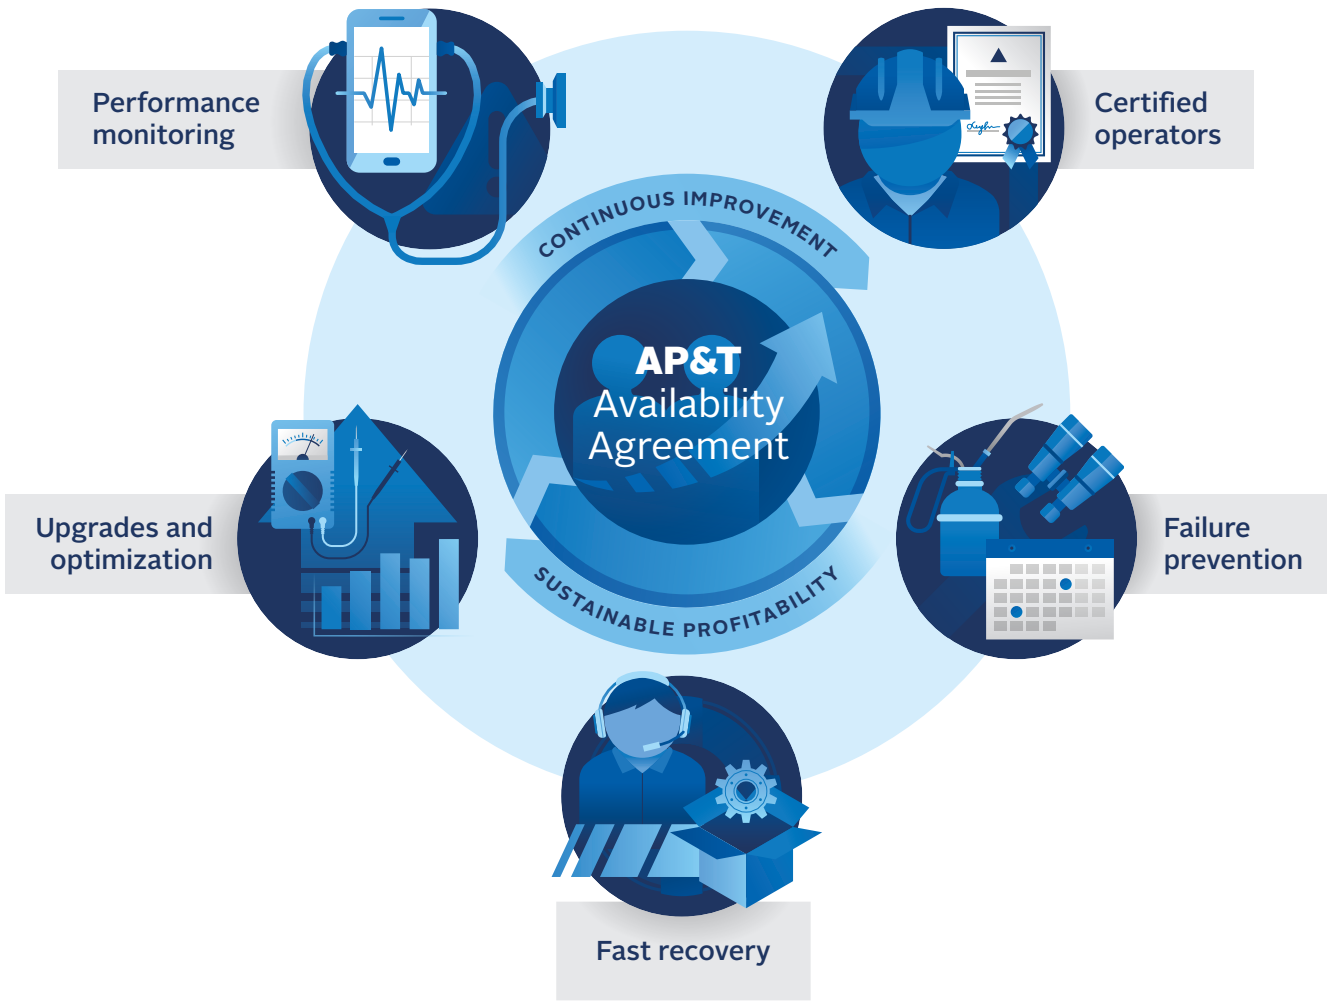 Performance
monitoring
Certified
operators
CONTINUOUS IMPROVEMENT
AP&T
Availability
Agreement
SUSTAINABLE PROFITABILITY
Upgrades and
optimization
Failure
prevention
Fast recovery